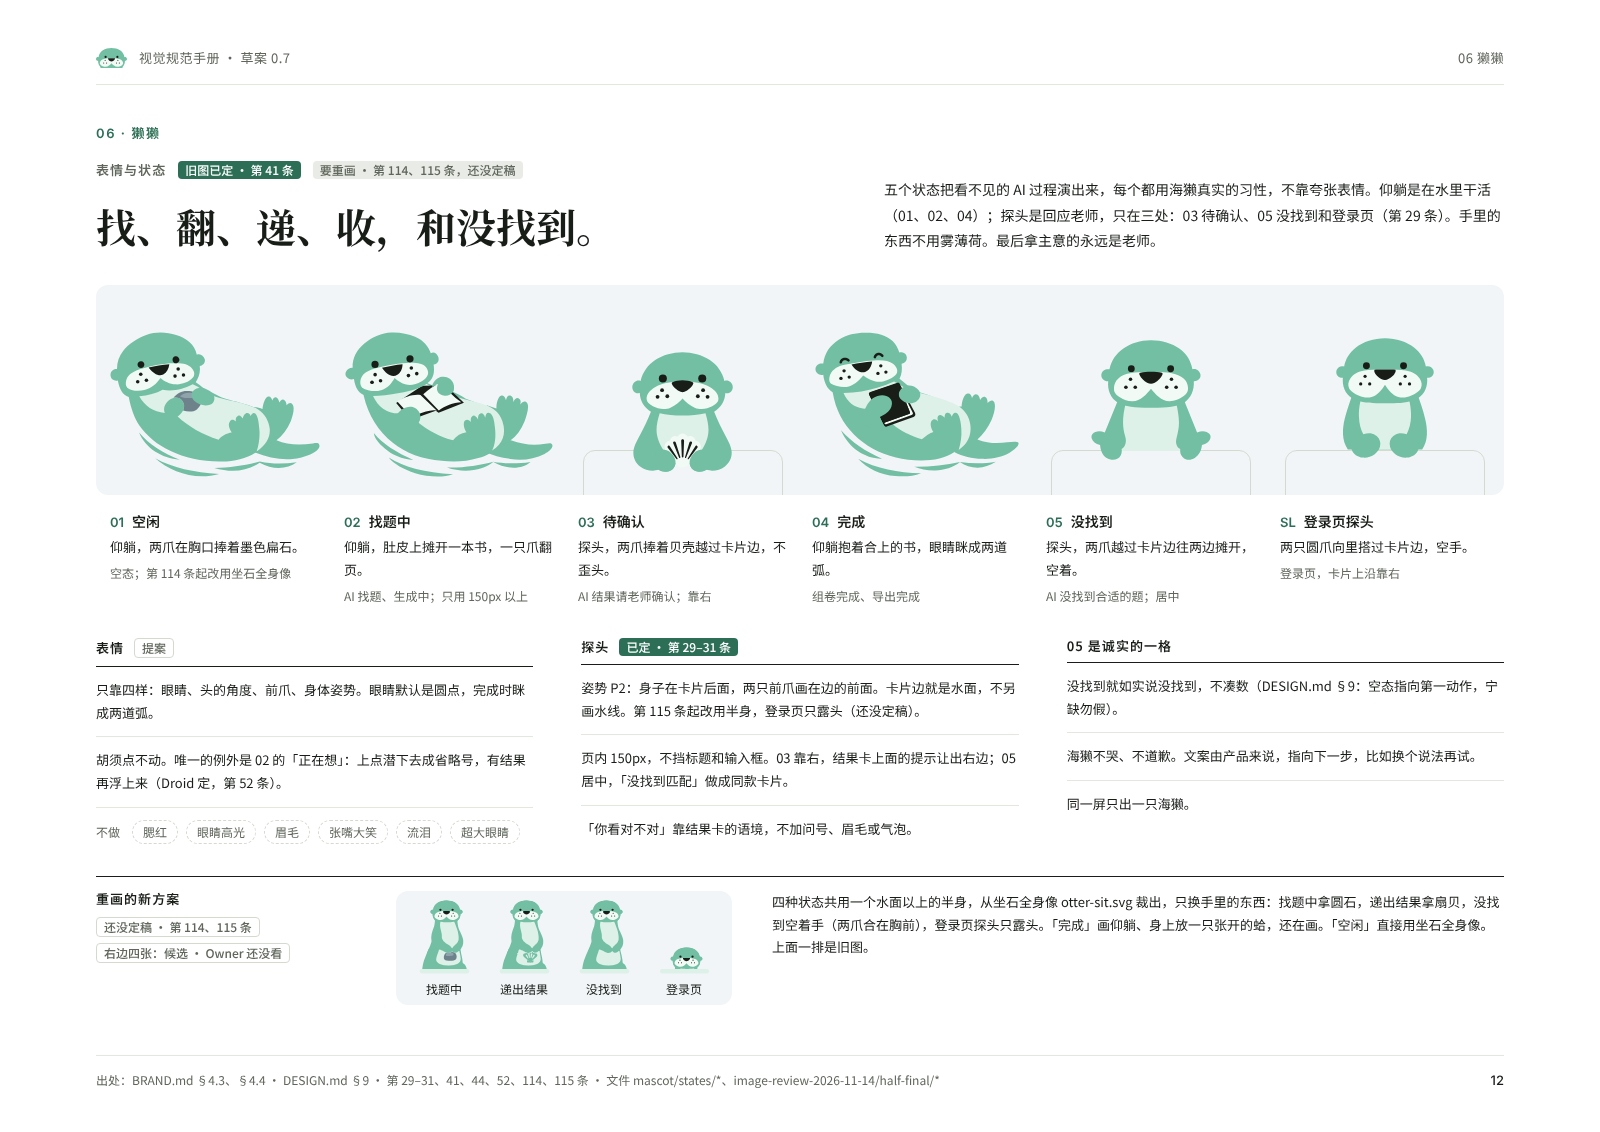 视觉规范手册 · 草案 0.7
06 獭獭
06 · 獭獭
表情与状态 旧图已定 · 第 41 条 要重画 · 第 114、115 条，还没定稿
找、翻、递、收，和没找到。
五个状态把看不见的 AI 过程演出来，每个都用海獭真实的习性，不靠夸张表情。仰躺是在水里干活
（01、02、04）；探头是回应老师，只在三处：03 待确认、05 没找到和登录页（第 29 条）。手里的
东西不用雾薄荷。最后拿主意的永远是老师。
01 空闲
仰躺，两爪在胸口捧着墨色扁石。
空态；第 114 条起改用坐石全身像
02 找题中
仰躺，肚皮上摊开一本书，一只爪翻
页。
AI 找题、生成中；只用 150px 以上
03 待确认
探头，两爪捧着贝壳越过卡片边，不
歪头。
AI 结果请老师确认；靠右
04 完成
仰躺抱着合上的书，眼睛眯成两道
弧。
组卷完成、导出完成
05 没找到
探头，两爪越过卡片边往两边摊开，
空着。
AI 没找到合适的题；居中
SL 登录页探头
两只圆爪向里搭过卡片边，空手。
登录页，卡片上沿靠右
表情 提案
只靠四样：眼睛、头的角度、前爪、身体姿势。眼睛默认是圆点，完成时眯
成两道弧。
胡须点不动。唯一的例外是 02 的「正在想」：上点潜下去成省略号，有结果
再浮上来（Droid 定，第 52 条）。
不做 腮红 眼睛高光 眉毛 张嘴大笑 流泪 超大眼睛
探头 已定 · 第 29–31 条
姿势 P2：身子在卡片后面，两只前爪画在边的前面。卡片边就是水面，不另
画水线。第 115 条起改用半身，登录页只露头（还没定稿）。
页内 150px，不挡标题和输入框。03 靠右，结果卡上面的提示让出右边；05
居中，「没找到匹配」做成同款卡片。
「你看对不对」靠结果卡的语境，不加问号、眉毛或气泡。
05 是诚实的一格
没找到就如实说没找到，不凑数（DESIGN.md §9：空态指向第一动作，宁
缺勿假）。
海獭不哭、不道歉。文案由产品来说，指向下一步，比如换个说法再试。
同一屏只出一只海獭。
重画的新方案
还没定稿 · 第 114、115 条
右边四张：候选 · Owner 还没看
找题中 递出结果 没找到 登录页
四种状态共用一个水面以上的半身，从坐石全身像 otter-sit.svg 裁出，只换手里的东西：找题中拿圆石，递出结果拿扇贝，没找
到空着手（两爪合在胸前），登录页探头只露头。「完成」画仰躺、身上放一只张开的蛤，还在画。「空闲」直接用坐石全身像。
上面一排是旧图。
出处：BRAND.md §4.3、§4.4 · DESIGN.md §9 · 第 29–31、41、44、52、114、115 条 · 文件 mascot/states/*、image-review-2026-11-14/half-final/*
12